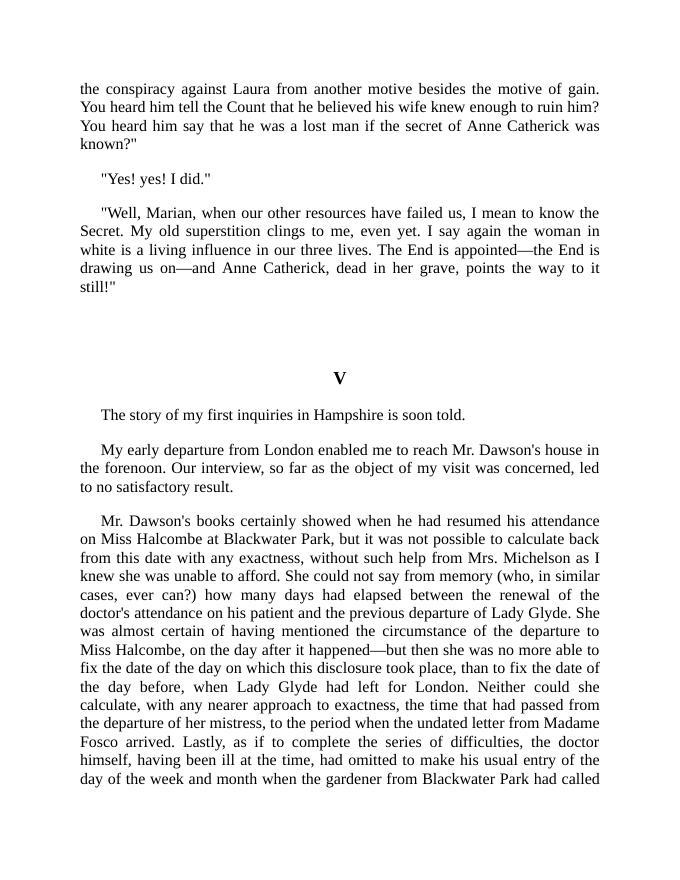 the conspiracy against Laura from another motive besides the motive of gain.
You heard him tell the Count that he believed his wife knew enough to ruin him?
You heard him say that he was a lost man if the secret of Anne Catherick was
known?"
"Yes! yes! I did."
"Well, Marian, when our other resources have failed us, I mean to know the
Secret. My old superstition clings to me, even yet. I say again the woman in
white is a living influence in our three lives. The End is appointed—the End is
drawing us on—and Anne Catherick, dead in her grave, points the way to it
still!"
V
The story of my first inquiries in Hampshire is soon told.
My early departure from London enabled me to reach Mr. Dawson's house in
the forenoon. Our interview, so far as the object of my visit was concerned, led
to no satisfactory result.
Mr. Dawson's books certainly showed when he had resumed his attendance
on Miss Halcombe at Blackwater Park, but it was not possible to calculate back
from this date with any exactness, without such help from Mrs. Michelson as I
knew she was unable to afford. She could not say from memory (who, in similar
cases, ever can?) how many days had elapsed between the renewal of the
doctor's attendance on his patient and the previous departure of Lady Glyde. She
was almost certain of having mentioned the circumstance of the departure to
Miss Halcombe, on the day after it happened—but then she was no more able to
fix the date of the day on which this disclosure took place, than to fix the date of
the day before, when Lady Glyde had left for London. Neither could she
calculate, with any nearer approach to exactness, the time that had passed from
the departure of her mistress, to the period when the undated letter from Madame
Fosco arrived. Lastly, as if to complete the series of difficulties, the doctor
himself, having been ill at the time, had omitted to make his usual entry of the
day of the week and month when the gardener from Blackwater Park had called